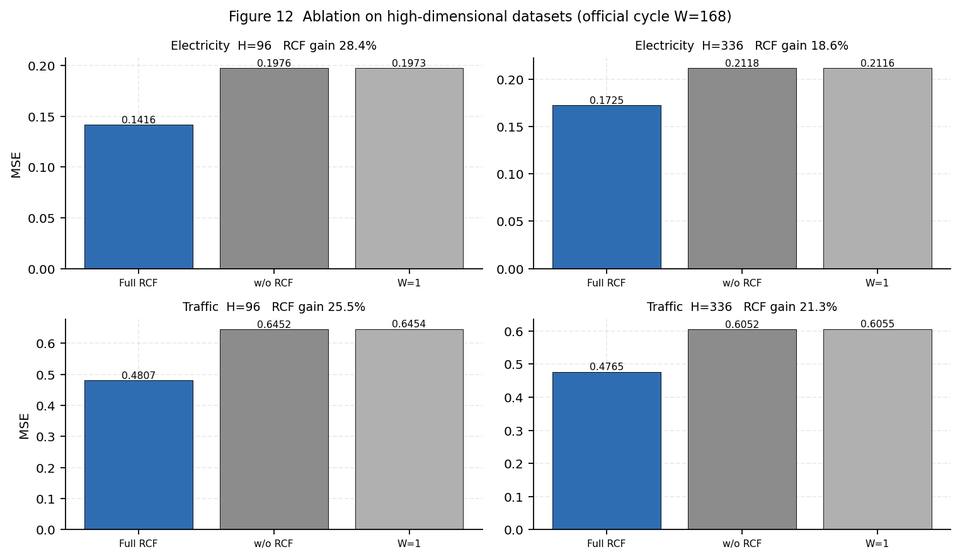 Figure 12  Ablation on high-dimensional datasets (official cycle W=168)
Electricity  H=96   RCF gain 28.4%
MSE
0.20
0.15
0.10
0.05
0.00
0.1416
0.1976
0.1973
Full RCF
w/o RCF
W=1
Electricity  H=336   RCF gain 18.6%
0.20
0.15
0.10
0.05
0.00
0.1725
0.2118
0.2116
Full RCF
w/o RCF
W=1
Traffic  H=96   RCF gain 25.5%
MSE
0.6
0.5
0.4
0.3
0.2
0.1
0.0
0.4807
0.6452
0.6454
Full RCF
w/o RCF
W=1
Traffic  H=336   RCF gain 21.3%
0.6
0.5
0.4
0.3
0.2
0.1
0.0
0.4765
0.6052
0.6055
Full RCF
w/o RCF
W=1